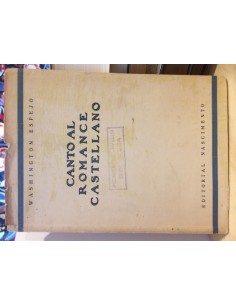 WASHINGTON ESPEJO
CANTO AL
ROMANCE
CASTELLANO
EDITORIAL NASCIMENTO